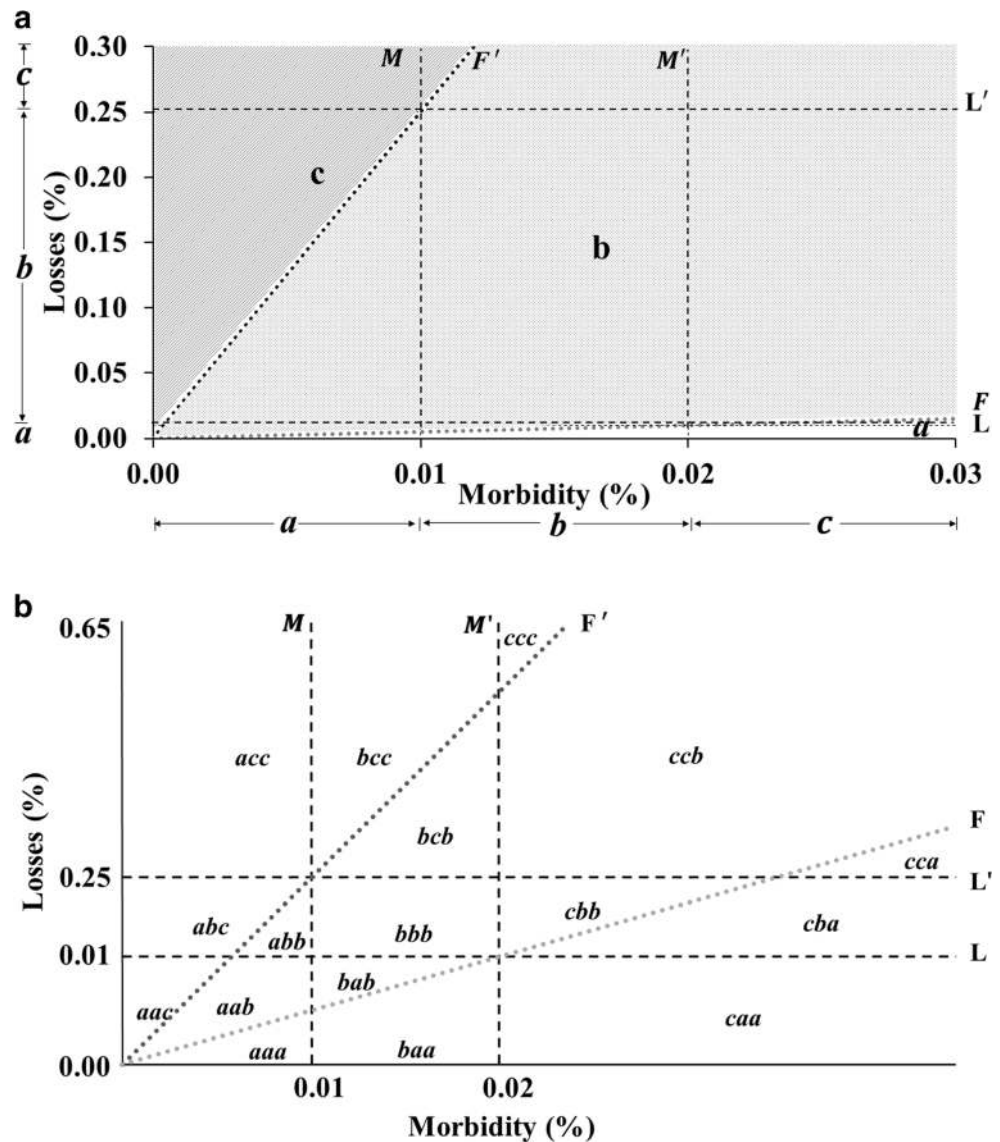 a
0.30
M
F′
M′
c
0.25
L′
0.20
c
Losses (%)
b
b
0.15
0.10
0.05
F
a
0.00
L
a
0.00
0.01
0.02
0.03
Morbidity (%)
a
b
c
b
0.65
M
M'
F′
ccc
acc
bcc
ccb
Losses (%)
bcb
F
cca
0.25
L'
abc
abb
bbb
cbb
cba
0.01
L
aac
aab
bab
caa
aaa
baa
0.00
0.01
0.02
Morbidity (%)